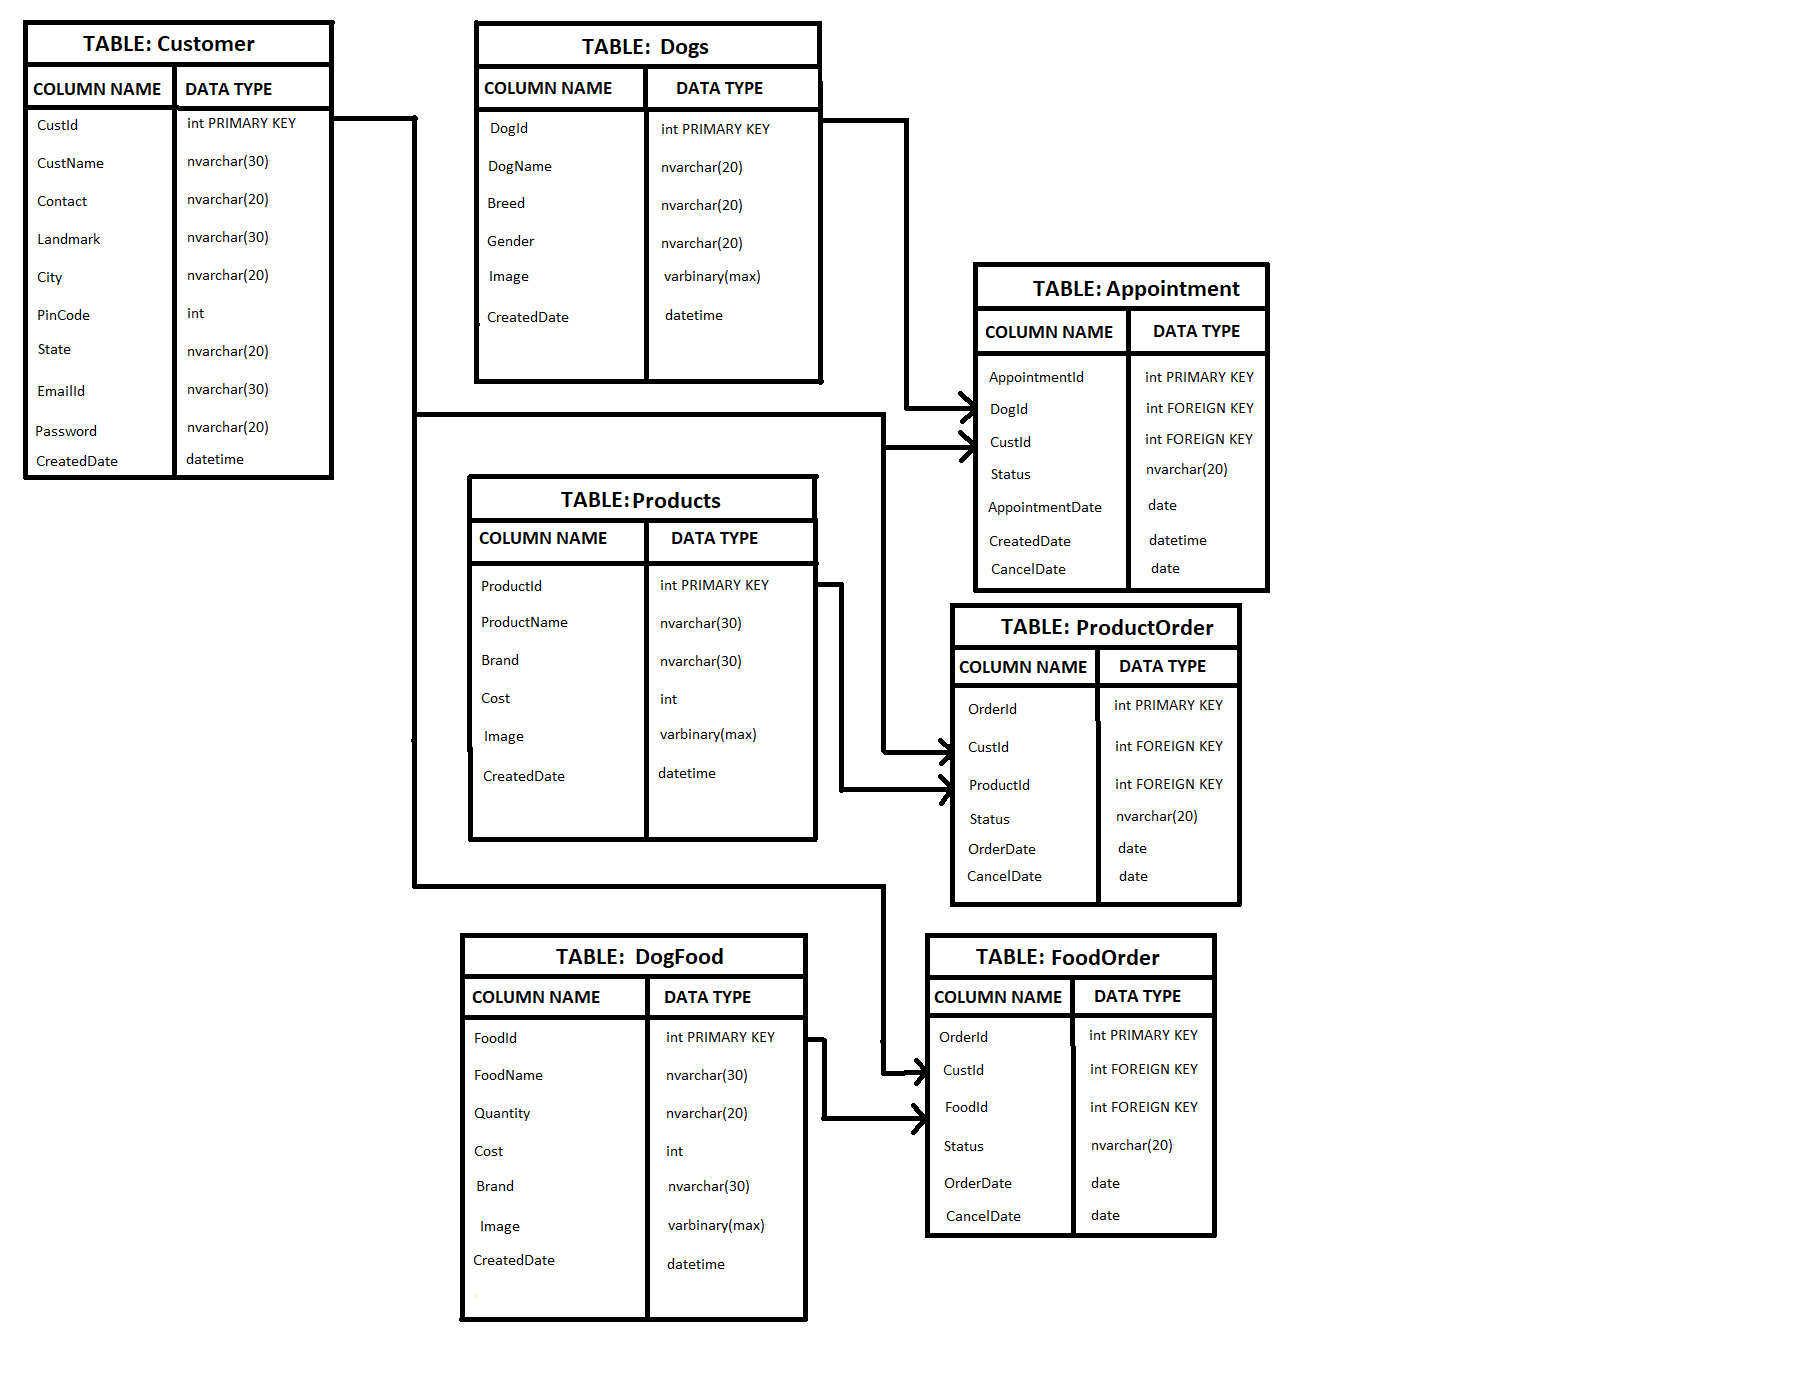 TABLE: Customer
COLUMN NAME DATA TYPE
CustId int PRIMARY KEY
CustName nvarchar(30)
Contact nvarchar(20)
Landmark nvarchar(30)
City nvarchar(20)
PinCode int
State nvarchar(20)
EmailId nvarchar(30)
Password nvarchar(20)
CreatedDate datetime
TABLE: Dogs
COLUMN NAME DATA TYPE
DogId int PRIMARY KEY
DogName nvarchar(20)
Breed nvarchar(20)
Gender nvarchar(20)
Image varbinary(max)
CreatedDate datetime
TABLE: Appointment
COLUMN NAME DATA TYPE
AppointmentId int PRIMARY KEY
DogId int FOREIGN KEY
CustId int FOREIGN KEY
Status nvarchar(20)
AppointmentDate date
CreatedDate datetime
CancelDate date
TABLE: Products
COLUMN NAME DATA TYPE
ProductId int PRIMARY KEY
ProductName nvarchar(30)
Brand nvarchar(30)
Cost int
Image varbinary(max)
CreatedDate datetime
TABLE: ProductOrder
COLUMN NAME DATA TYPE
OrderId int PRIMARY KEY
CustId int FOREIGN KEY
ProductId int FOREIGN KEY
Status nvarchar(20)
OrderDate date
CancelDate date
TABLE: DogFood
COLUMN NAME DATA TYPE
FoodId int PRIMARY KEY
FoodName nvarchar(30)
Quantity nvarchar(20)
Cost int
Brand nvarchar(30)
Image varbinary(max)
CreatedDate datetime
TABLE: FoodOrder
COLUMN NAME DATA TYPE
OrderId int PRIMARY KEY
CustId int FOREIGN KEY
FoodId int FOREIGN KEY
Status nvarchar(20)
OrderDate date
CancelDate date